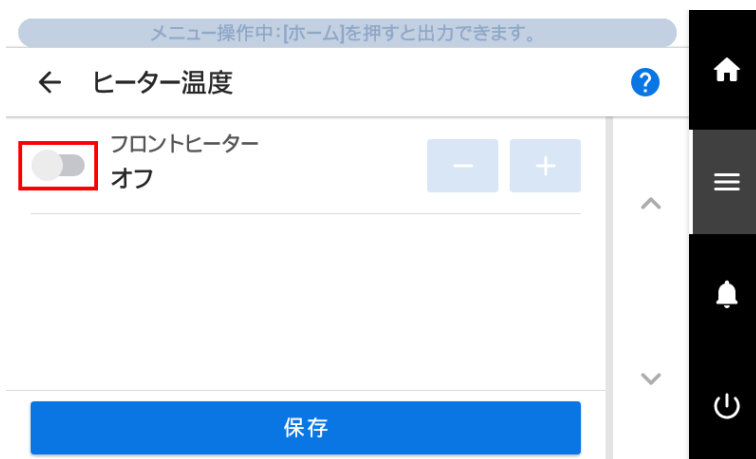 メニュー操作中:[ホーム]を押すと出力できます。
← ヒーター温度
?
フロントヒーター
オフ
− +
保存